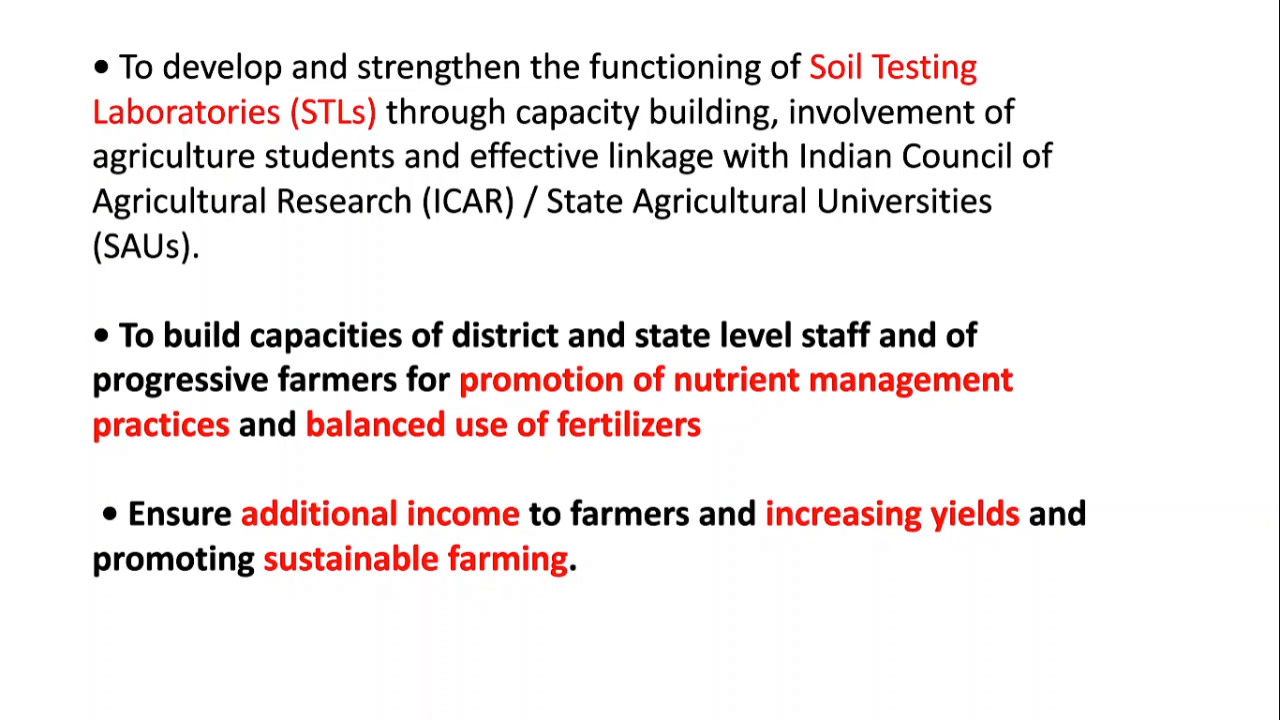 • To develop and strengthen the functioning of Soil Testing
Laboratories (STLs) through capacity building, involvement of
agriculture students and effective linkage with Indian Council of
Agricultural Research (ICAR) / State Agricultural Universities
(SAUs).
• To build capacities of district and state level staff and of
progressive farmers for promotion of nutrient management
practices and balanced use of fertilizers
• Ensure additional income to farmers and increasing yields and
promoting sustainable farming.